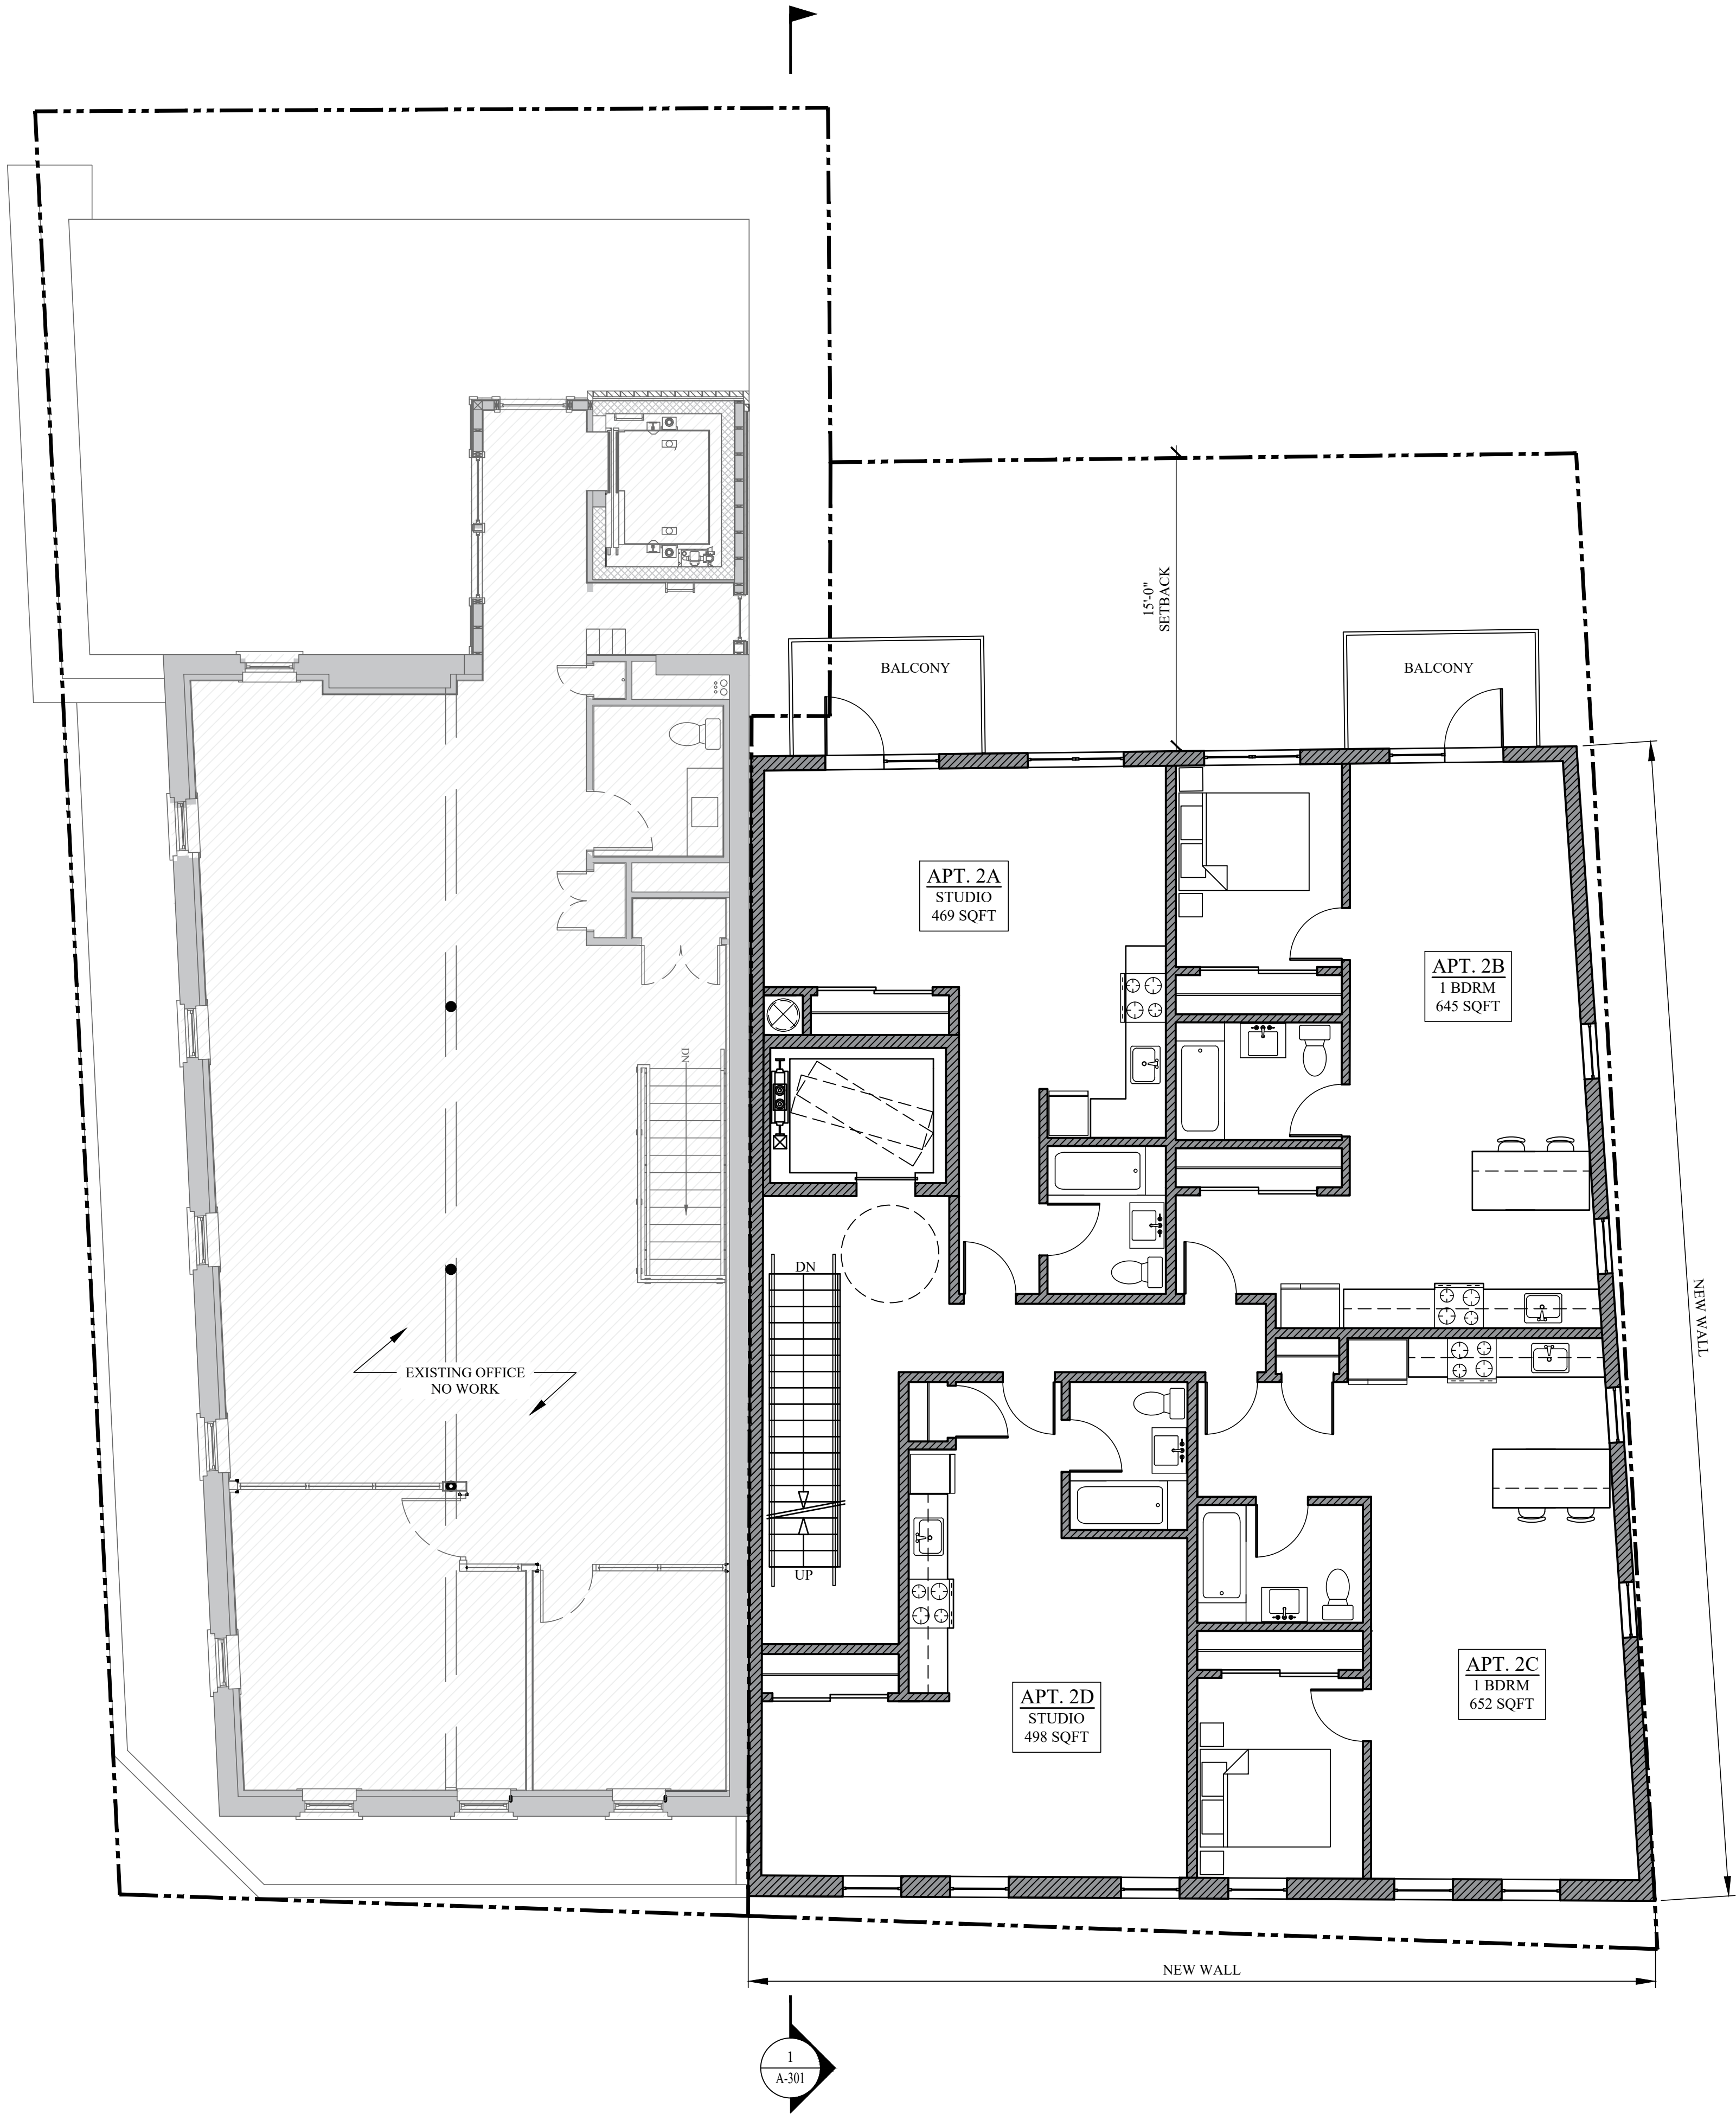 15'-0"
SETBACK
BALCONY
BALCONY
APT. 2A
STUDIO
469 SQFT
APT. 2B
1 BDRM
645 SQFT
DN
DN
NEW WALL
EXISTING OFFICE
NO WORK
UP
APT. 2C
1 BDRM
652 SQFT
APT. 2D
STUDIO
498 SQFT
NEW WALL
1
A-301